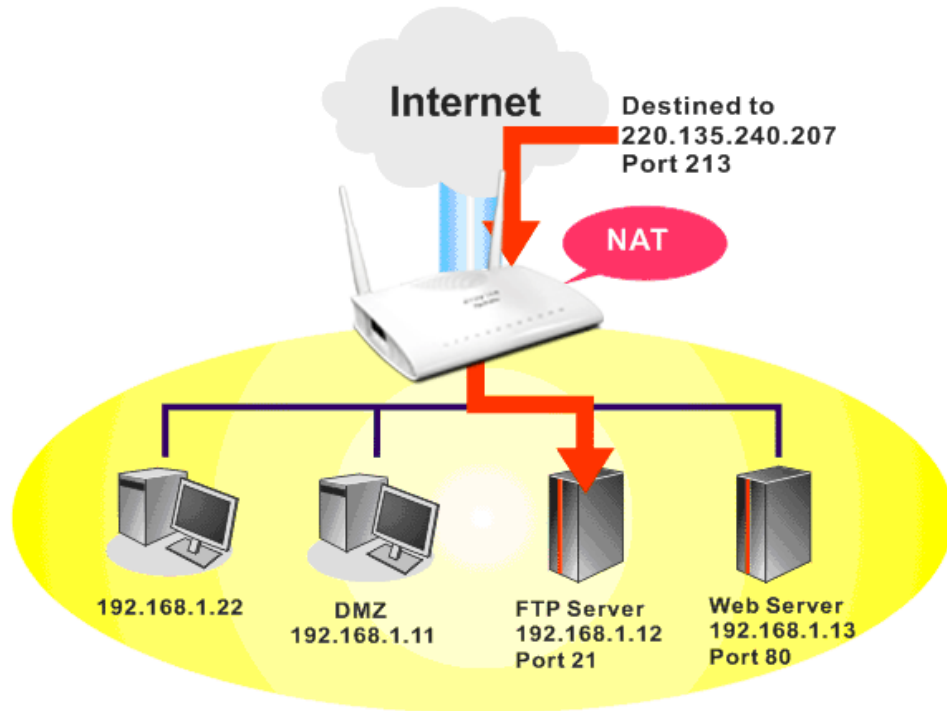 Internet
Destined to
220.135.240.207
Port 213
NAT
192.168.1.22
DMZ
192.168.1.11
FTP Server
192.168.1.12
Port 21
Web Server
192.168.1.13
Port 80